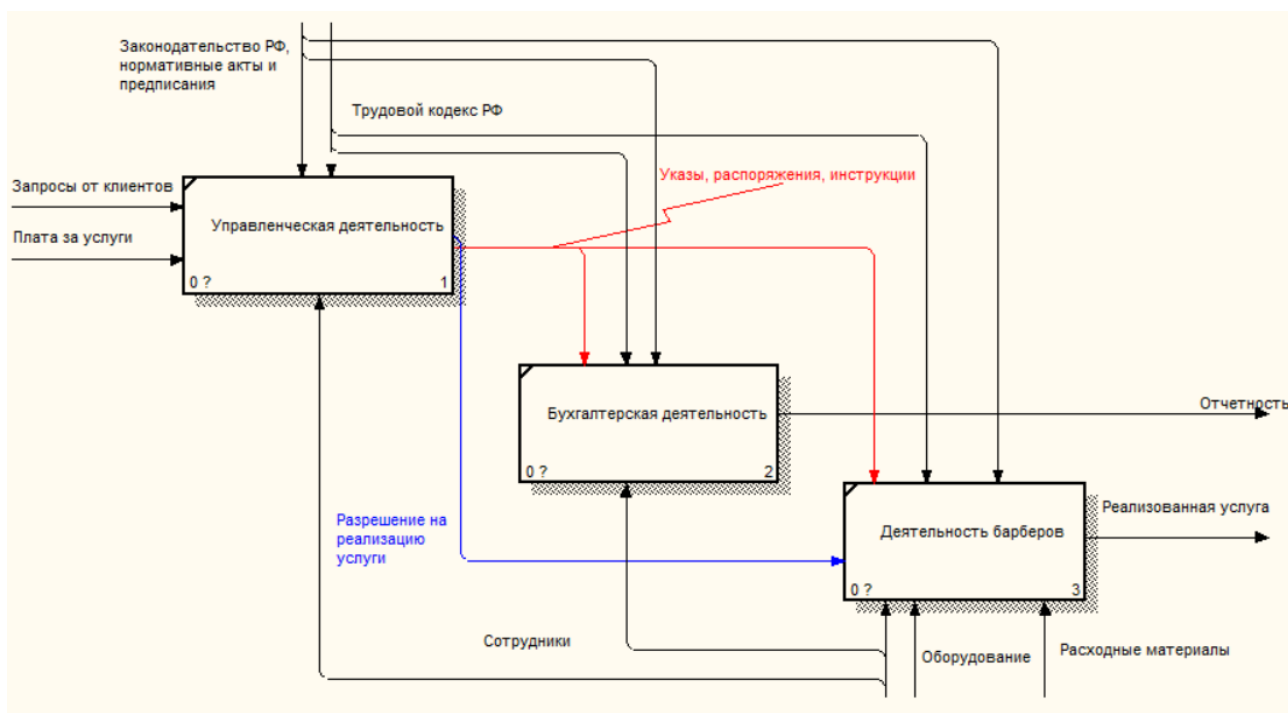 Законодательство РФ,
нормативные акты и
предписания
Трудовой кодекс РФ
Указы, распоряжения, инструкции
Запросы от клиентов
Плата за услуги
Управленческая деятельность
0 ?
1
Бухгалтерская деятельность
0 ?
2
Отчетность
Разрешение на
реализацию
услуги
Деятельность барберов
0 ?
3
Реализованная услуга
Сотрудники
Оборудование
Расходные материалы